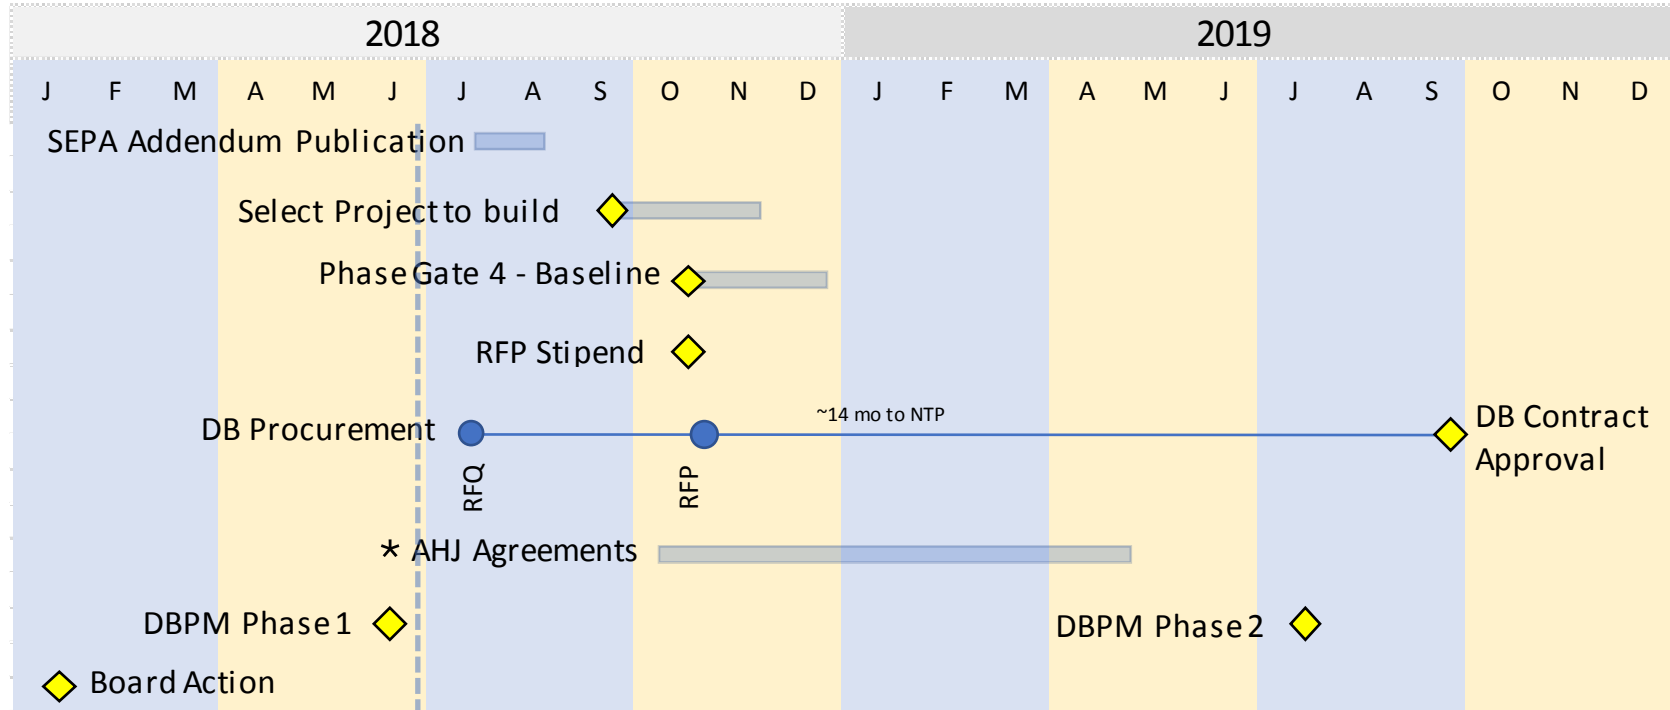 2018 2019
J F M A M J J A S O N D J F M A M J J A S O N D
SEPA Addendum Publication
Select Project to build
Phase Gate 4 - Baseline
RFP Stipend
~14 mo to NTP
DB Procurement
DB Contract
Approval
RFQ
RFP
* AHJ Agreements
DBPM Phase 1
DBPM Phase 2
Board Action